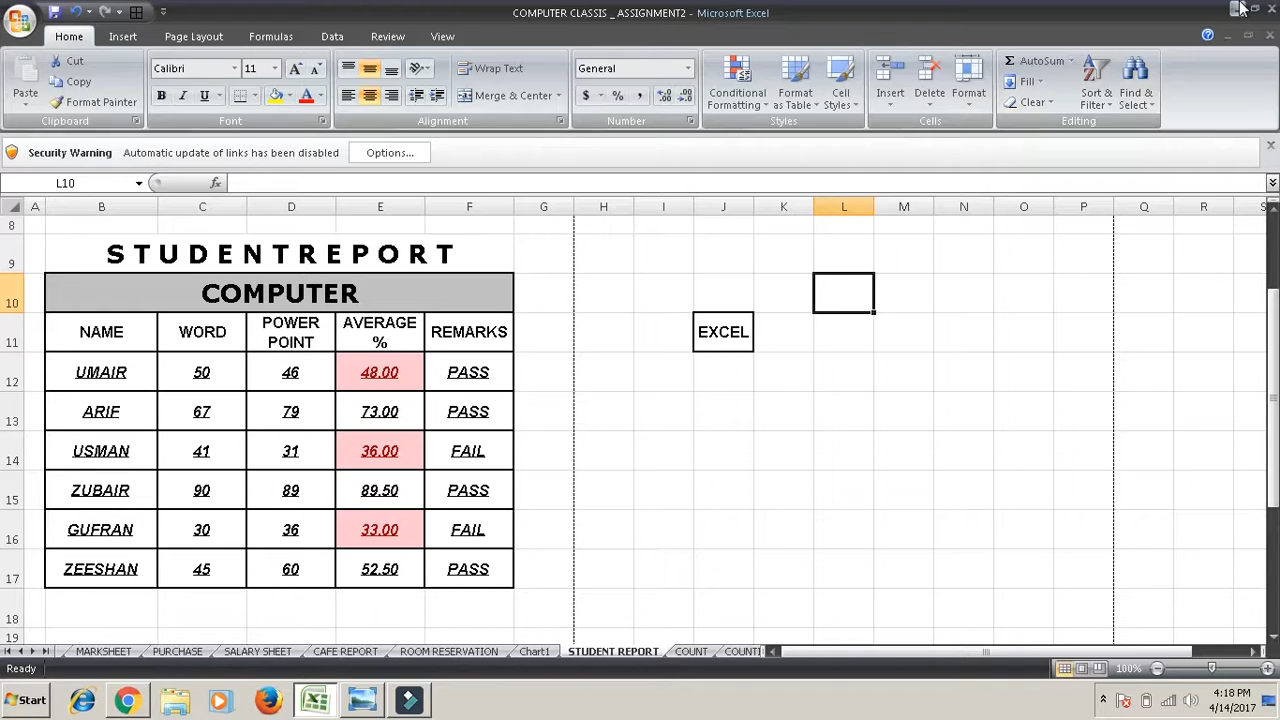 COMPUTER CLASSIS _ ASSIGNMENT2 - Microsoft Excel
Home Insert Page Layout Formulas Data Review View
Paste Cut Copy Format Painter Clipboard
Calibri 11 B I U A A A Font
Wrap Text Merge & Center Alignment
General $ % , Number
Conditional Formatting Format as Table Cell Styles Styles
Insert Delete Format Cells
Σ AutoSum Fill Clear Sort & Filter Find & Select Editing
Security Warning Automatic update of links has been disabled Options...
L10 fx
A B C D E F G H I J K L M N O P Q R S
8
9 S T U D E N T R E P O R T
10 COMPUTER
11 NAME WORD POWER POINT AVERAGE % REMARKS EXCEL
12 UMAIR 50 46 48.00 PASS
13 ARIF 67 79 73.00 PASS
14 USMAN 41 31 36.00 FAIL
15 ZUBAIR 90 89 89.50 PASS
16 GUFRAN 30 36 33.00 FAIL
17 ZEESHAN 45 60 52.50 PASS
18
19
MARKSHEET PURCHASE SALARY SHEET CAFE REPORT ROOM RESERVATION Chart1 STUDENT REPORT COUNT COUNTI
Ready 100%
Start 4:18 PM
4/14/2017